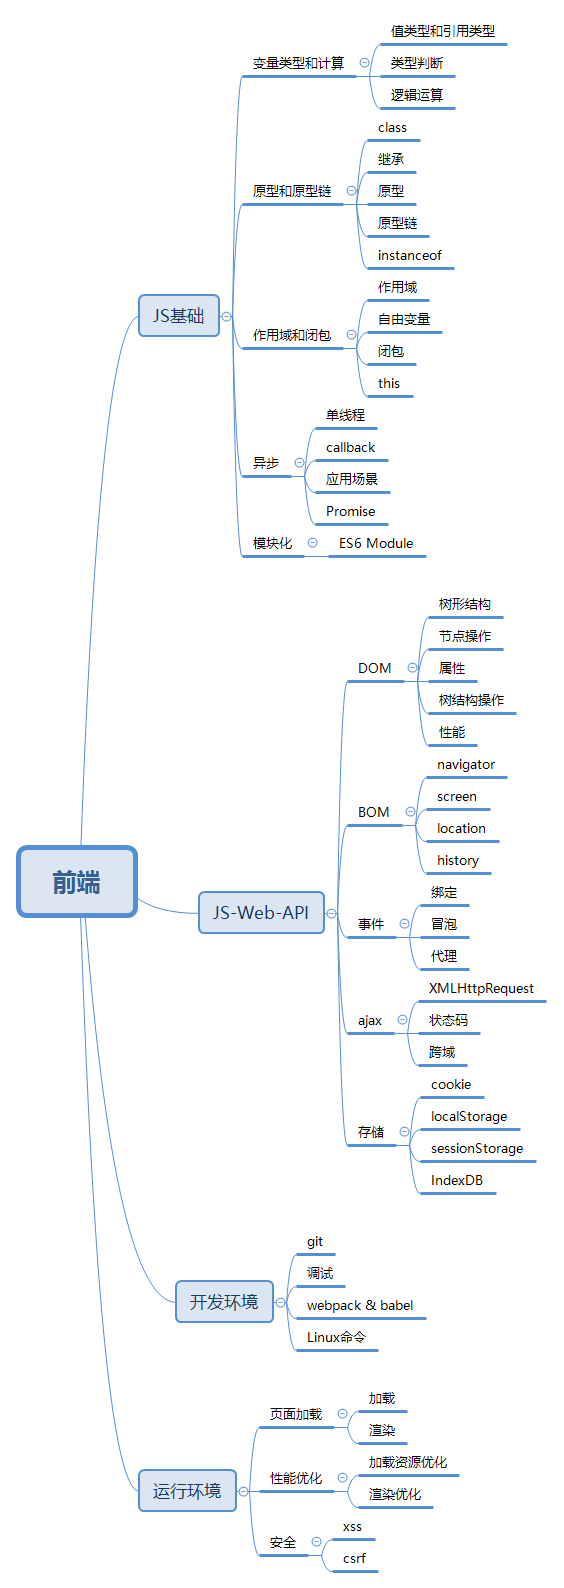 前端
JS基础
变量类型和计算
值类型和引用类型
类型判断
逻辑运算
原型和原型链
class
继承
原型
原型链
instanceof
作用域和闭包
作用域
自由变量
闭包
this
异步
单线程
callback
应用场景
Promise
模块化
ES6 Module
JS-Web-API
DOM
树形结构
节点操作
属性
树结构操作
性能
BOM
navigator
screen
location
history
事件
绑定
冒泡
代理
ajax
XMLHttpRequest
状态码
跨域
存储
cookie
localStorage
sessionStorage
IndexDB
开发环境
git
调试
webpack & babel
Linux命令
运行环境
页面加载
加载
渲染
性能优化
加载资源优化
渲染优化
安全
xss
csrf